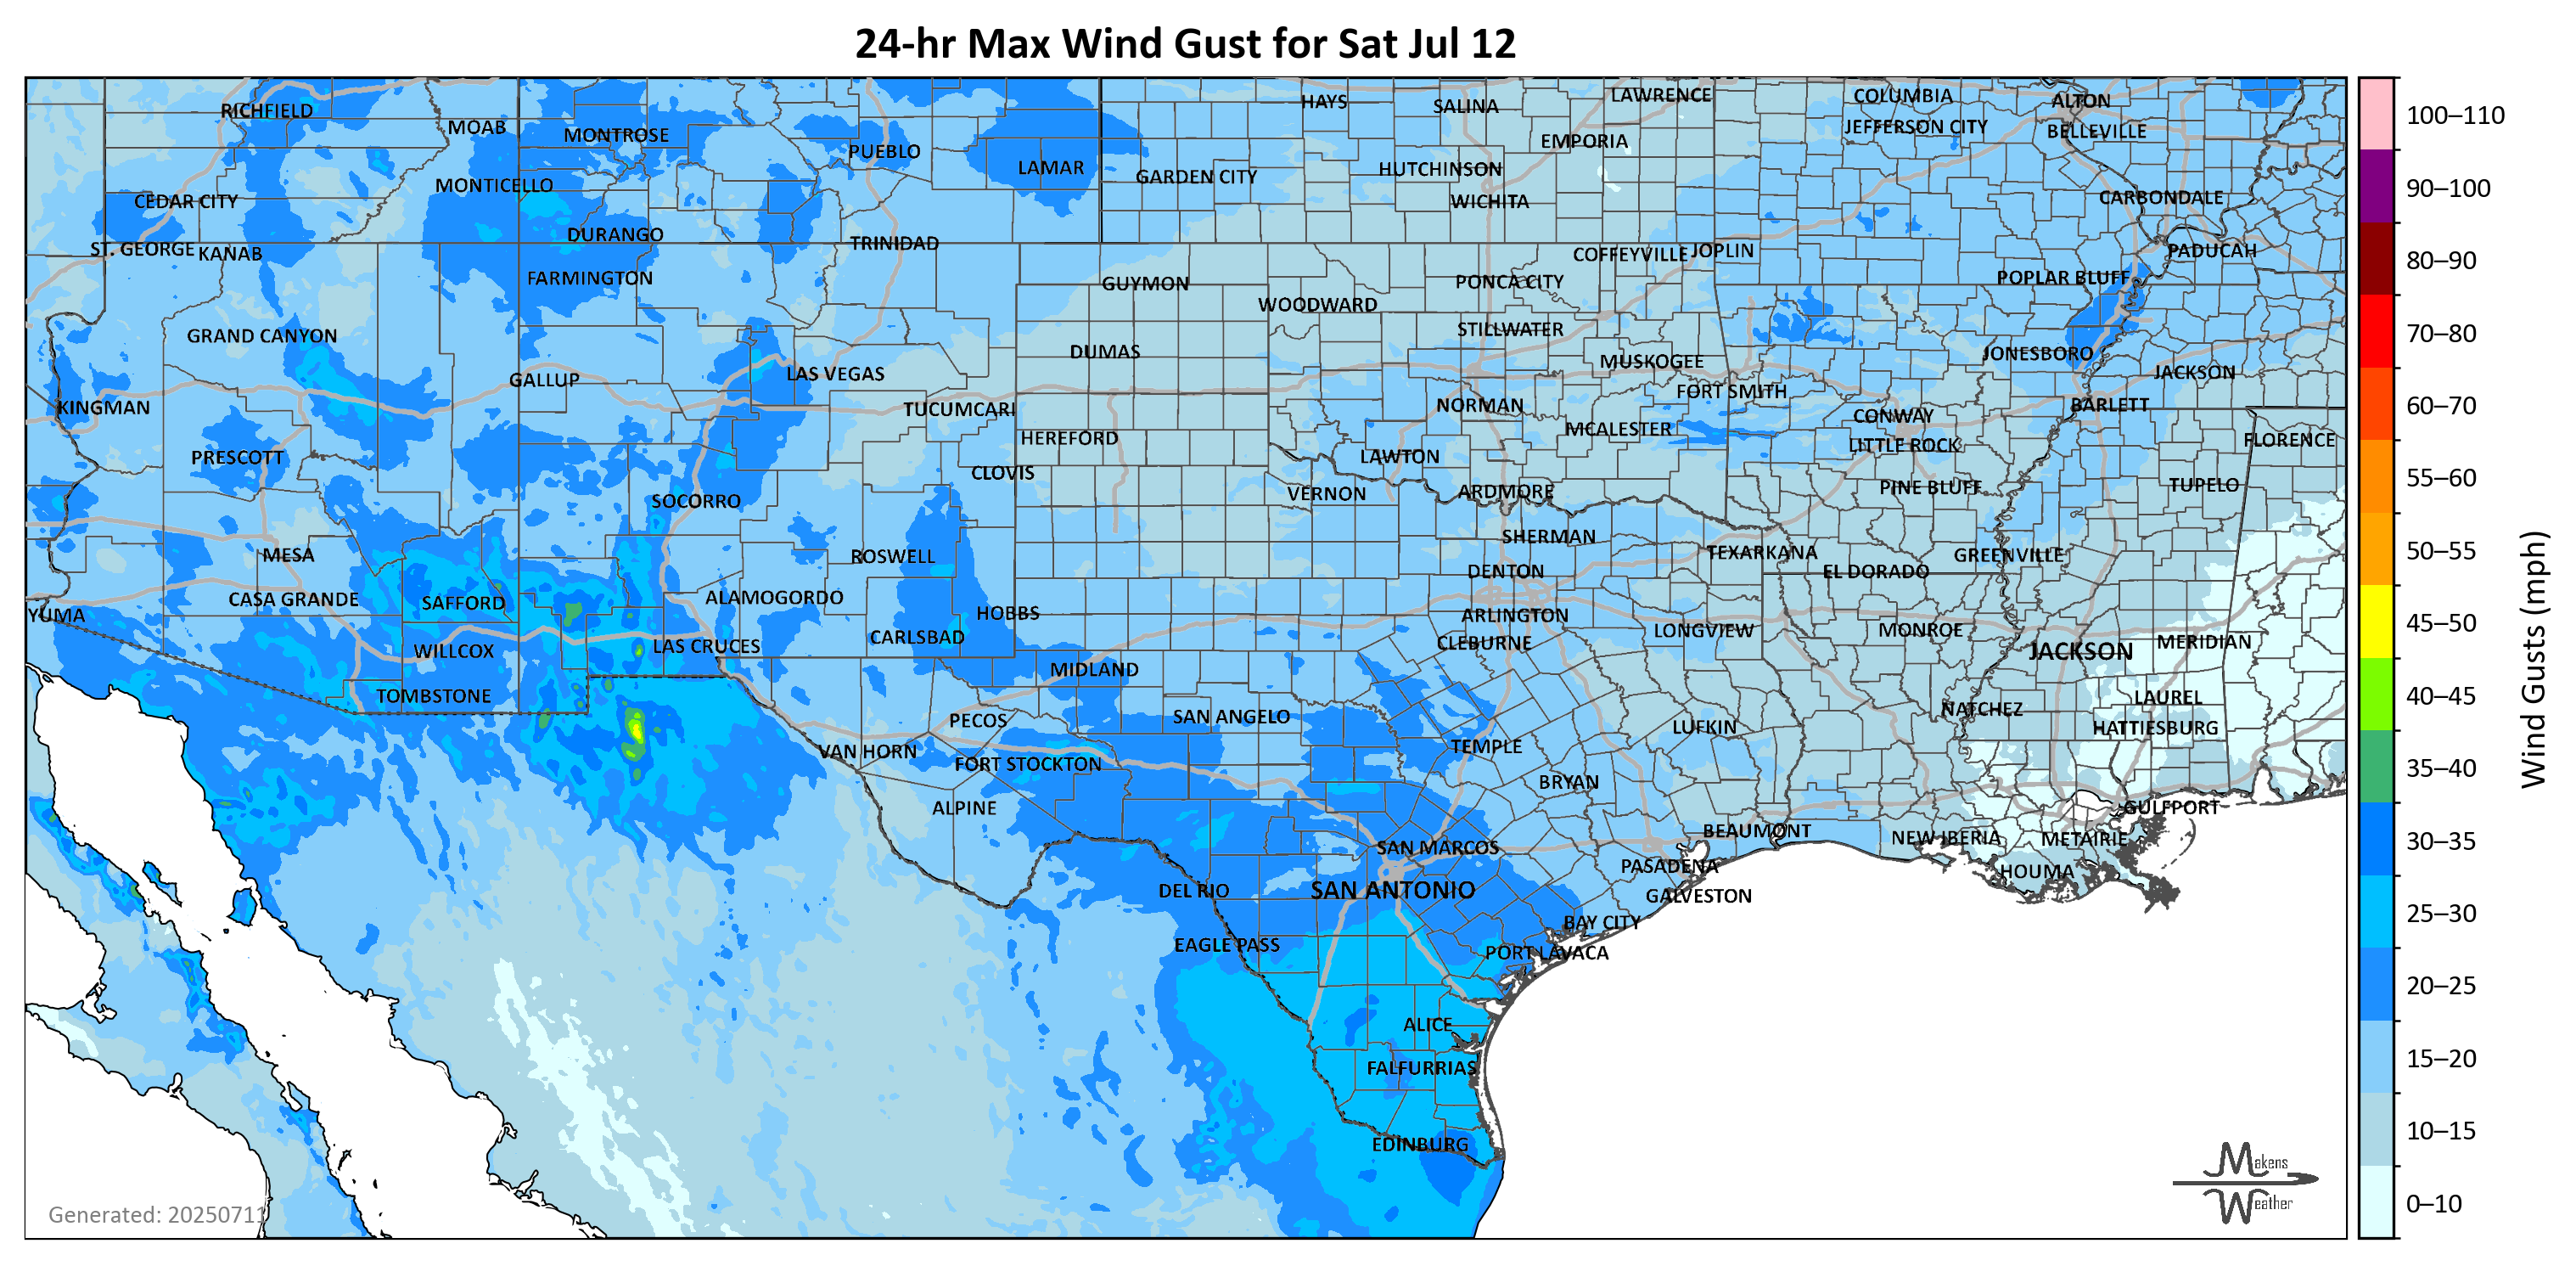 24-hr Max Wind Gust for Sat Jul 12
RICHFIELD
MOAB
MONTROSE
PUEBLO
LAMAR
HAYS
SALINA
LAWRENCE
COLUMBIA
ALTON
JEFFERSON CITY
BELLEVILLE
EMPORIA
GARDEN CITY
HUTCHINSON
WICHITA
MONTICELLO
CEDAR CITY
CARBONDALE
DURANGO
TRINIDAD
ST. GEORGE
KANAB
COFFEYVILLE
JOPLIN
PADUCAH
FARMINGTON
GUYMON
PONCA CITY
POPLAR BLUFF
WOODWARD
GRAND CANYON
STILLWATER
DUMAS
MUSKOGEE
JONESBORO
GALLUP
LAS VEGAS
JACKSON
FORT SMITH
KINGMAN
TUCUMCARI
NORMAN
CONWAY
BARLETT
HEREFORD
MCALESTER
LITTLE ROCK
FLORENCE
PRESCOTT
CLOVIS
LAWTON
SOCORRO
VERNON
ARDMORE
PINE BLUFF
TUPELO
MESA
ROSWELL
SHERMAN
TEXARKANA
GREENVILLE
DENTON
EL DORADO
CASA GRANDE
SAFFORD
ALAMOGORDO
HOBBS
ARLINGTON
YUMA
LAS CRUCES
CARLSBAD
CLEBURNE
LONGVIEW
MONROE
JACKSON
MERIDIAN
WILLCOX
MIDLAND
TOMBSTONE
LAUREL
PECOS
SAN ANGELO
NATCHEZ
LUFKIN
HATTIESBURG
VAN HORN
TEMPLE
FORT STOCKTON
BRYAN
ALPINE
GULFPORT
BEAUMONT
NEW IBERIA
METAIRIE
SAN MARCOS
PASADENA
HOUMA
DEL RIO
SAN ANTONIO
GALVESTON
BAY CITY
EAGLE PASS
PORT LAVACA
ALICE
FALFURRIAS
EDINBURG
Generated: 20250711
Makens
Weather
100–110
90–100
80–90
70–80
60–70
55–60
50–55
45–50
40–45
35–40
30–35
25–30
20–25
15–20
10–15
0–10
Wind Gusts (mph)